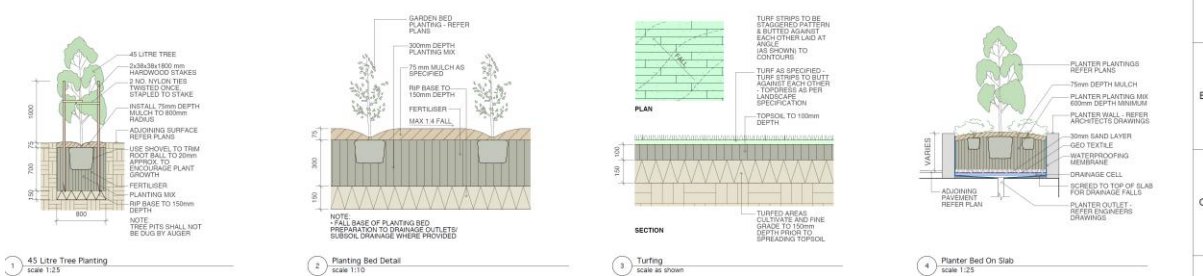 45 LITRE TREE
2x38x38x1800 mm
HARDWOOD STAKES
2 NO. NYLON TIES
TWISTED ONCE,
STAPLED TO STAKE
INSTALL 75mm DEPTH
MULCH TO 800mm
RADIUS
ADJOINING SURFACE
REFER PLANS
USE SHOVEL TO TRIM
ROOT BALL TO 20mm
APPROX. TO
ENCOURAGE PLANT
GROWTH
FERTILISER
PLANTING MIX
RIP BASE TO 150mm
DEPTH
NOTE:
TREE PITS SHALL NOT
BE DUG BY AUGER
1000
75
700
150
800
1
45 Litre Tree Planting
scale 1:25
GARDEN BED
PLANTING - REFER
PLANS
300mm DEPTH
PLANTING MIX
75 mm MULCH AS
SPECIFIED
RIP BASE TO
150mm DEPTH
FERTILISER
MAX 1:4 FALL
75
300
150
NOTE:
• FALL BASE OF PLANTING BED
PREPARATION TO DRAINAGE OUTLETS/
SUBSOIL DRAINAGE WHERE PROVIDED
2
Planting Bed Detail
scale 1:10
FALL
PLAN
TURF STRIPS TO BE
STAGGERED PATTERN
& BUTTED AGAINST
EACH OTHER LAID AT
ANGLE
(AS SHOWN) TO
CONTOURS
TURF AS SPECIFIED -
TURF STRIPS TO BUTT
AGAINST EACH OTHER
- TOPDRESS AS PER
LANDSCAPE
SPECIFICATION
TOPSOIL TO 100mm
DEPTH
100
150
TURFED AREAS
CULTIVATE AND FINE
GRADE TO 150mm
DEPTH PRIOR TO
SPREADING TOPSOIL
SECTION
3
Turfing
scale as shown
PLANTER PLANTINGS
REFER PLANS
75mm DEPTH MULCH
PLANTER PLANTING MIX
600mm DEPTH MINIMUM
PLANTER WALL - REFER
ARCHITECTS DRAWINGS
30mm SAND LAYER
GEO TEXTILE
WATERPROOFING
MEMBRANE
DRAINAGE CELL
SCREED TO TOP OF SLAB
FOR DRAINAGE FALLS
PLANTER OUTLET -
REFER ENGINEERS
DRAWINGS
VARIES
ADJOINING
PAVEMENT
REFER PLAN
4
Planter Bed On Slab
scale 1:25